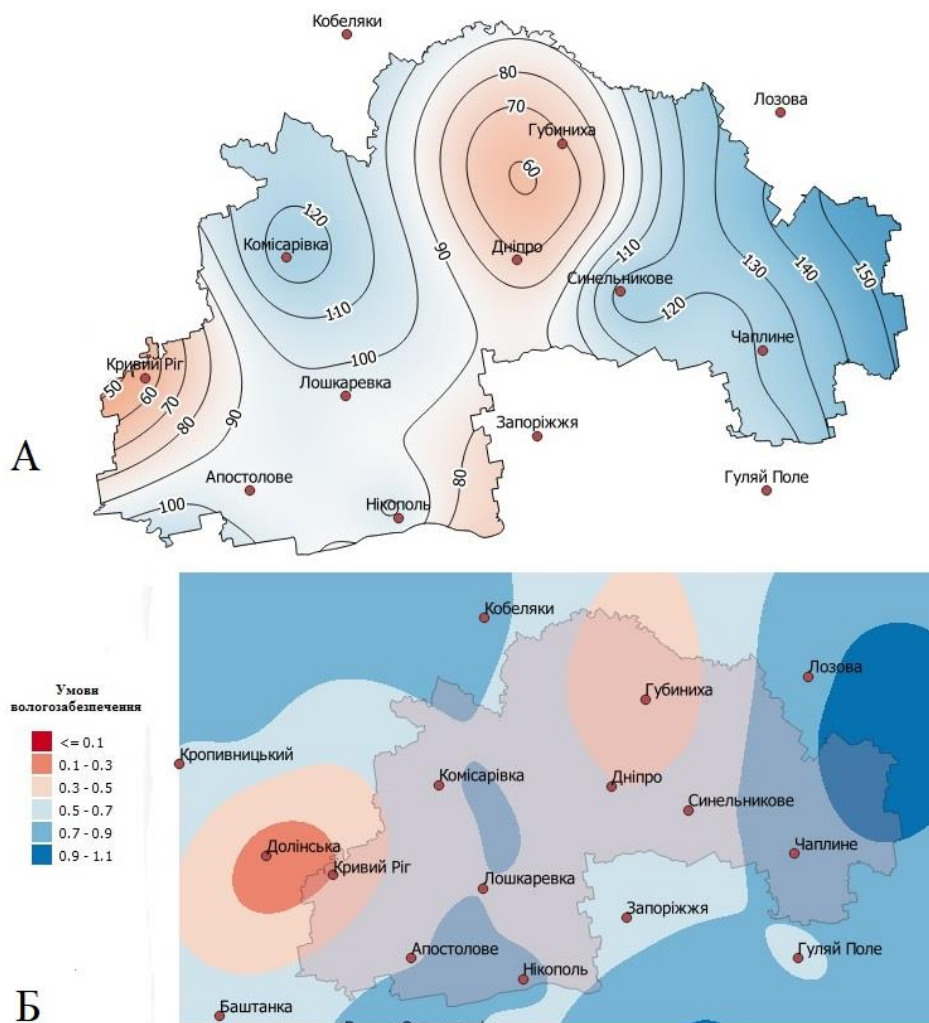 Кобеляки
Лозова
80
70
Губиниха
60
120
Комісарівка
Дніпро
90
110
Синельникове
130
140
150
120
110
100
Чаплине
Кривий Ріг
50
60
70
80
90
Лошкаревка
Запоріжжя
А
Апостолове
80
Гуляй Поле
100
Нікополь
Кобеляки
Лозова
Умови
вологозабезпечення
<= 0.1
0.1 - 0.3
0.3 - 0.5
0.5 - 0.7
0.7 - 0.9
0.9 - 1.1
Губиниха
Кропивницький
Комісарівка
Дніпро
Синельникове
Долінська
Чаплине
Кривий Ріг
Лошкаревка
Запоріжжя
Апостолове
Гуляй Поле
Нікополь
Б
Баштанка